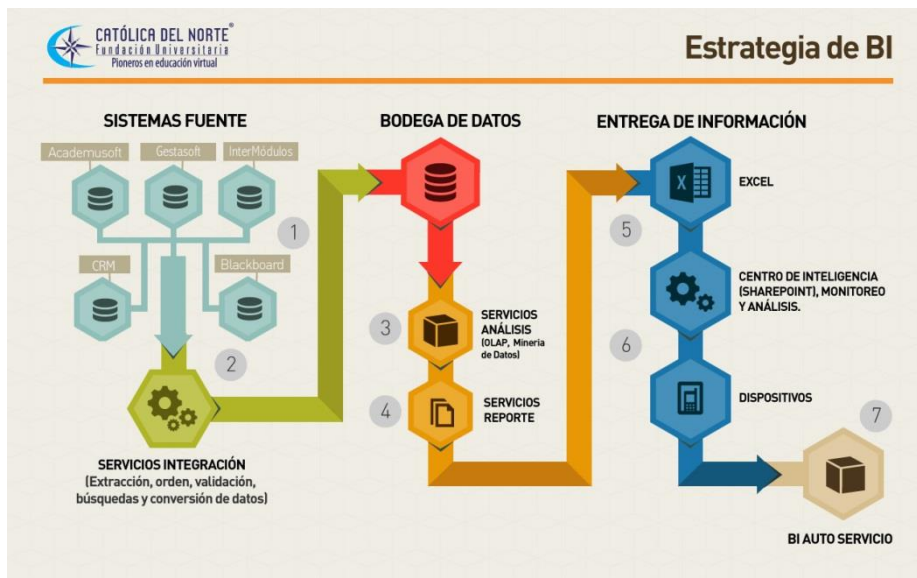 CATÓLICA DEL NORTE®
Fundación Universitaria
Pioneros en educación virtual
Estrategia de BI
SISTEMAS FUENTE
Academusoft
Gestasoft
InterMódulos
1
CRM
Blackboard
2
SERVICIOS INTEGRACIÓN
(Extracción, orden, validación,
búsquedas y conversión de datos)
BODEGA DE DATOS
3
SERVICIOS
ANÁLISIS
(OLAP, Mineria
de Datos)
4
SERVICIOS
REPORTE
ENTREGA DE INFORMACIÓN
5
X
EXCEL
CENTRO DE INTELIGENCIA
(SHAREPOINT), MONITOREO
Y ANÁLISIS.
6
DISPOSITIVOS
7
BI AUTO SERVICIO